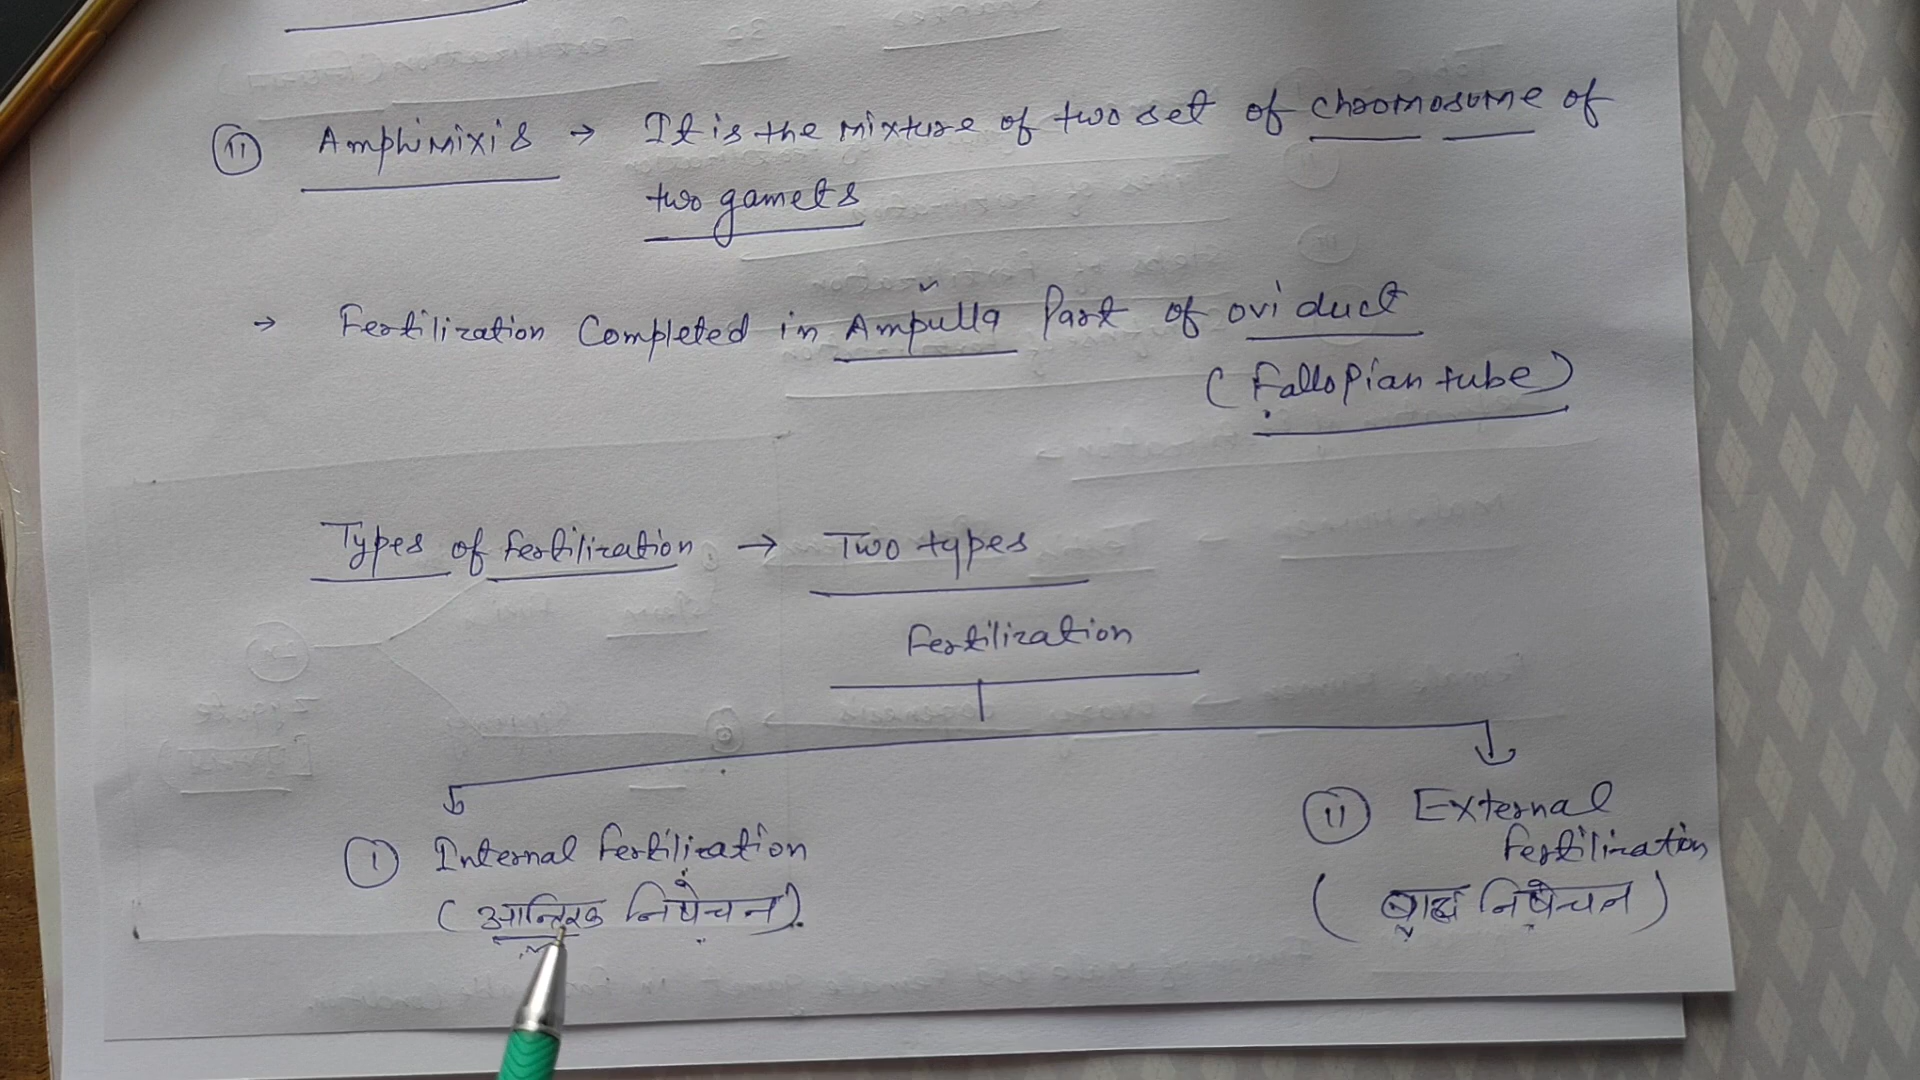 (ii) Amphimixis → It is the mixture of two set of chromosome of
two gamets
→ Fertilization Completed in Ampulla Part of oviduct
(Fallopian tube)
Types of fertilization → Two types
Fertilization
(i) Internal fertilization
(आन्तिरक निषेचन).
(ii) External
fertilization
(बाह्य निषेचन)